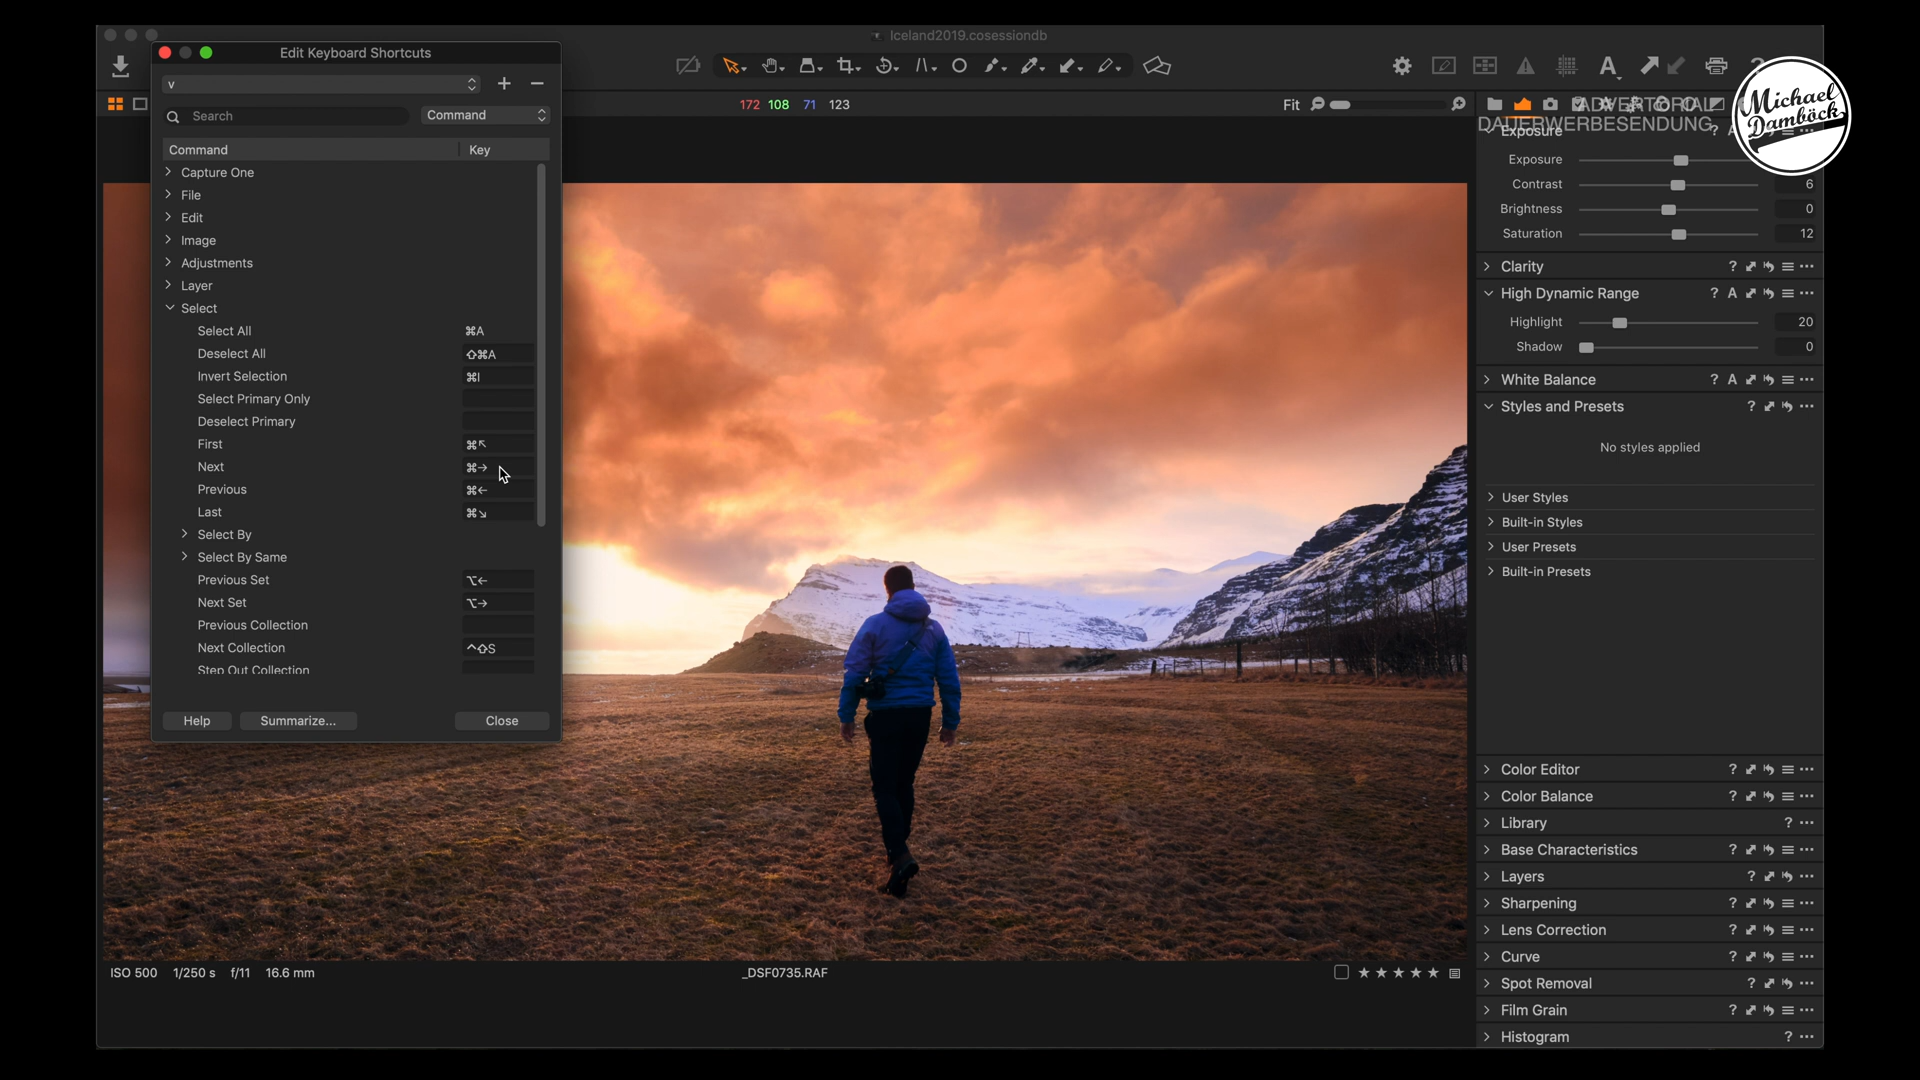 Iceland2019.cosessiondb
Edit Keyboard Shortcuts
v
Search
Command
Command Key
Capture One
File
Edit
Image
Adjustments
Layer
Select
Select All ⌘A
Deselect All ⇧⌘A
Invert Selection ⌘I
Select Primary Only
Deselect Primary
First ⌘↖
Next ⌘→
Previous ⌘←
Last ⌘↘
Select By
Select By Same
Previous Set ⌥←
Next Set ⌥→
Previous Collection
Next Collection ^⇧S
Step Out Collection
Help Summarize... Close
172 108 71 123
Fit
ADVERTORIAL
DAUERWERBESENDUNG
Michael
Damböck
Exposure
Exposure
Contrast 6
Brightness 0
Saturation 12
Clarity
High Dynamic Range
Highlight 20
Shadow 0
White Balance
Styles and Presets
No styles applied
User Styles
Built-in Styles
User Presets
Built-in Presets
Color Editor
Color Balance
Library
Base Characteristics
Layers
Sharpening
Lens Correction
Curve
Spot Removal
Film Grain
Histogram
ISO 500 1/250 s f/11 16.6 mm
_DSF0735.RAF